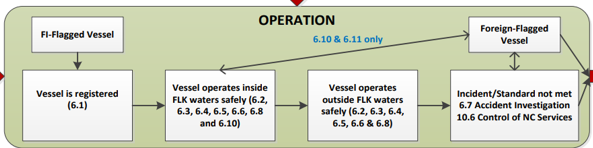 OPERATION
FI-Flagged Vessel
6.10 & 6.11 only
Foreign-Flagged
Vessel
Vessel is registered
(6.1)
Vessel operates inside
FLK waters safely (6.2,
6.3, 6.4, 6.5, 6.6, 6.8
and 6.10)
Vessel operates
outside FLK waters
safely (6.2, 6.3, 6.4,
6.5, 6.6 & 6.8)
Incident/Standard not met
6.7 Accident Investigation
10.6 Control of NC Services